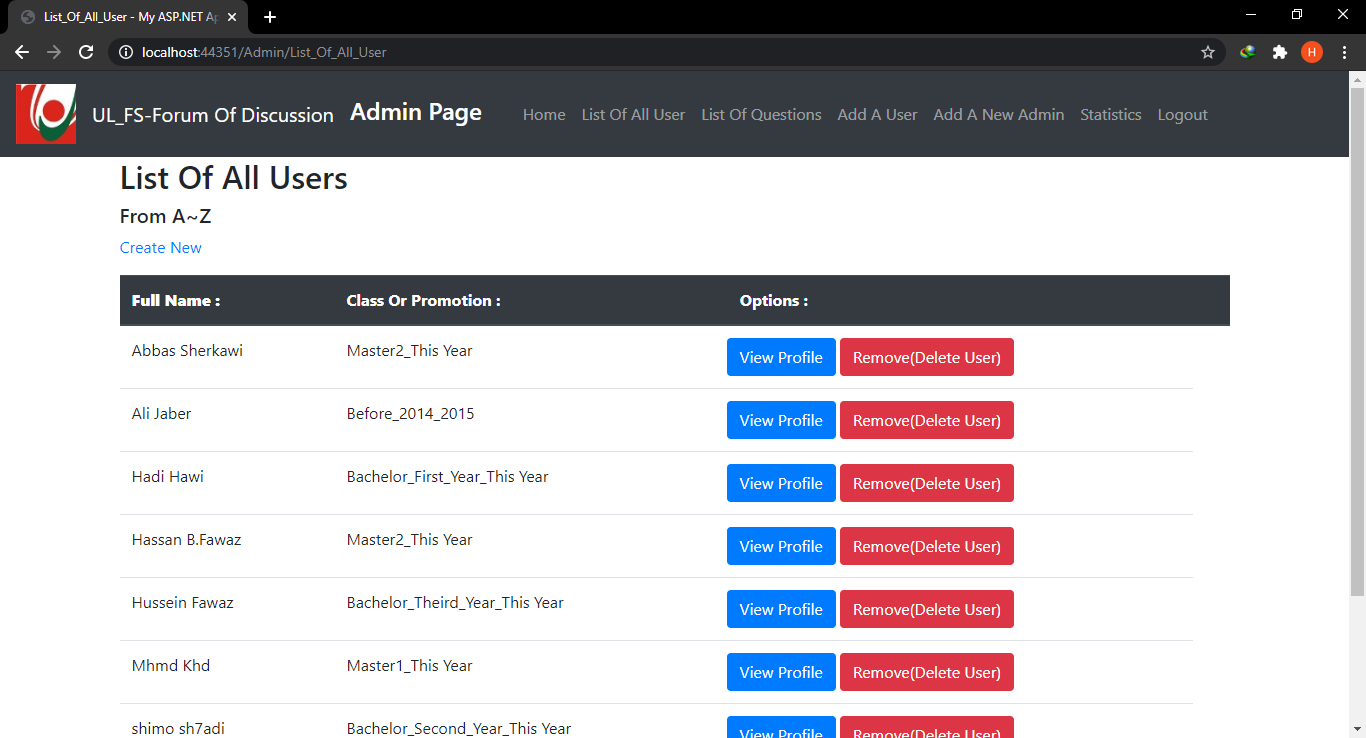 List_Of_All_User - My ASP.NET Ap
localhost:44351/Admin/List_Of_All_User
H
UL_FS-Forum Of Discussion Admin Page Home List Of All User List Of Questions Add A User Add A New Admin Statistics Logout
List Of All Users
From A~Z
Create New
Full Name : Class Or Promotion : Options :
Abbas Sherkawi Master2_This Year View Profile Remove(Delete User)
Ali Jaber Before_2014_2015 View Profile Remove(Delete User)
Hadi Hawi Bachelor_First_Year_This Year View Profile Remove(Delete User)
Hassan B.Fawaz Master2_This Year View Profile Remove(Delete User)
Hussein Fawaz Bachelor_Theird_Year_This Year View Profile Remove(Delete User)
Mhmd Khd Master1_This Year View Profile Remove(Delete User)
shimo sh7adi Bachelor_Second_Year_This Year View Profile Remove(Delete User)